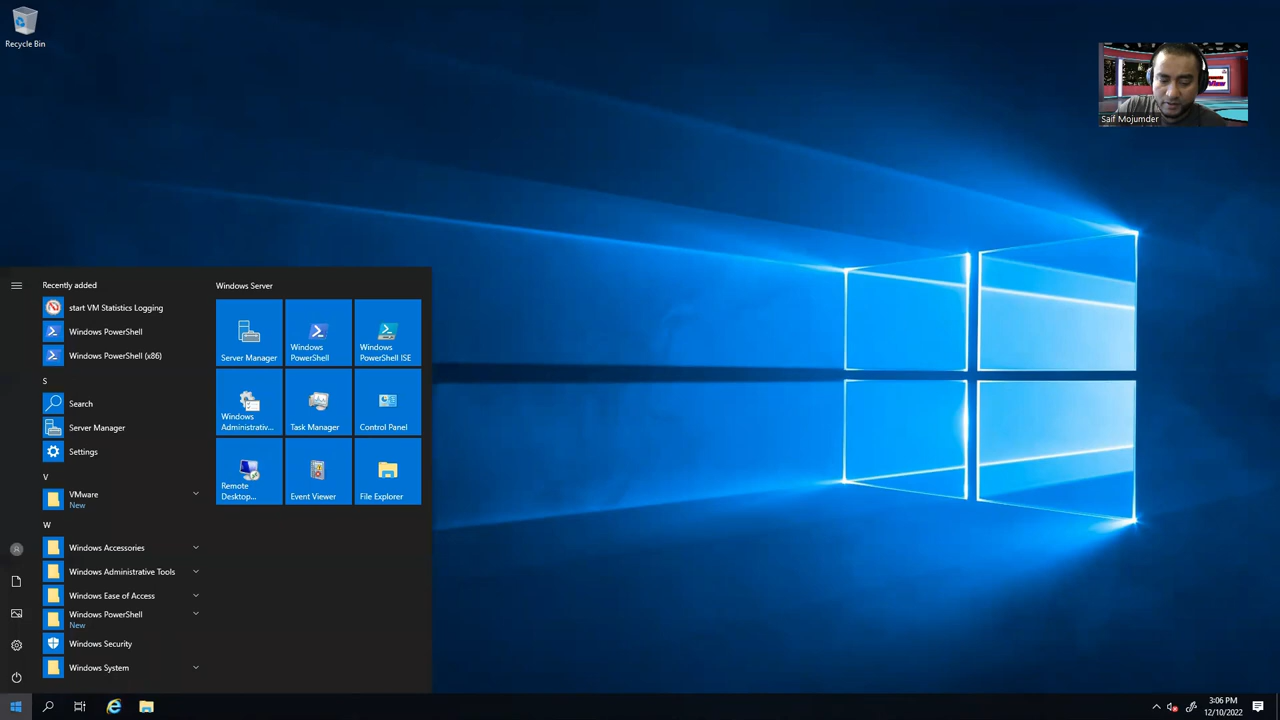 Recycle Bin
Saif Mojumder
Recently added
start VM Statistics Logging
Windows PowerShell
Windows PowerShell (x86)
S
Search
Server Manager
Settings
V
VMware
New
W
Windows Accessories
Windows Administrative Tools
Windows Ease of Access
Windows PowerShell
New
Windows Security
Windows System
Windows Server
Server Manager
Windows
PowerShell
Windows
PowerShell ISE
Windows
Administrativ...
Task Manager
Control Panel
Remote
Desktop...
Event Viewer
File Explorer
3:06 PM
12/10/2022